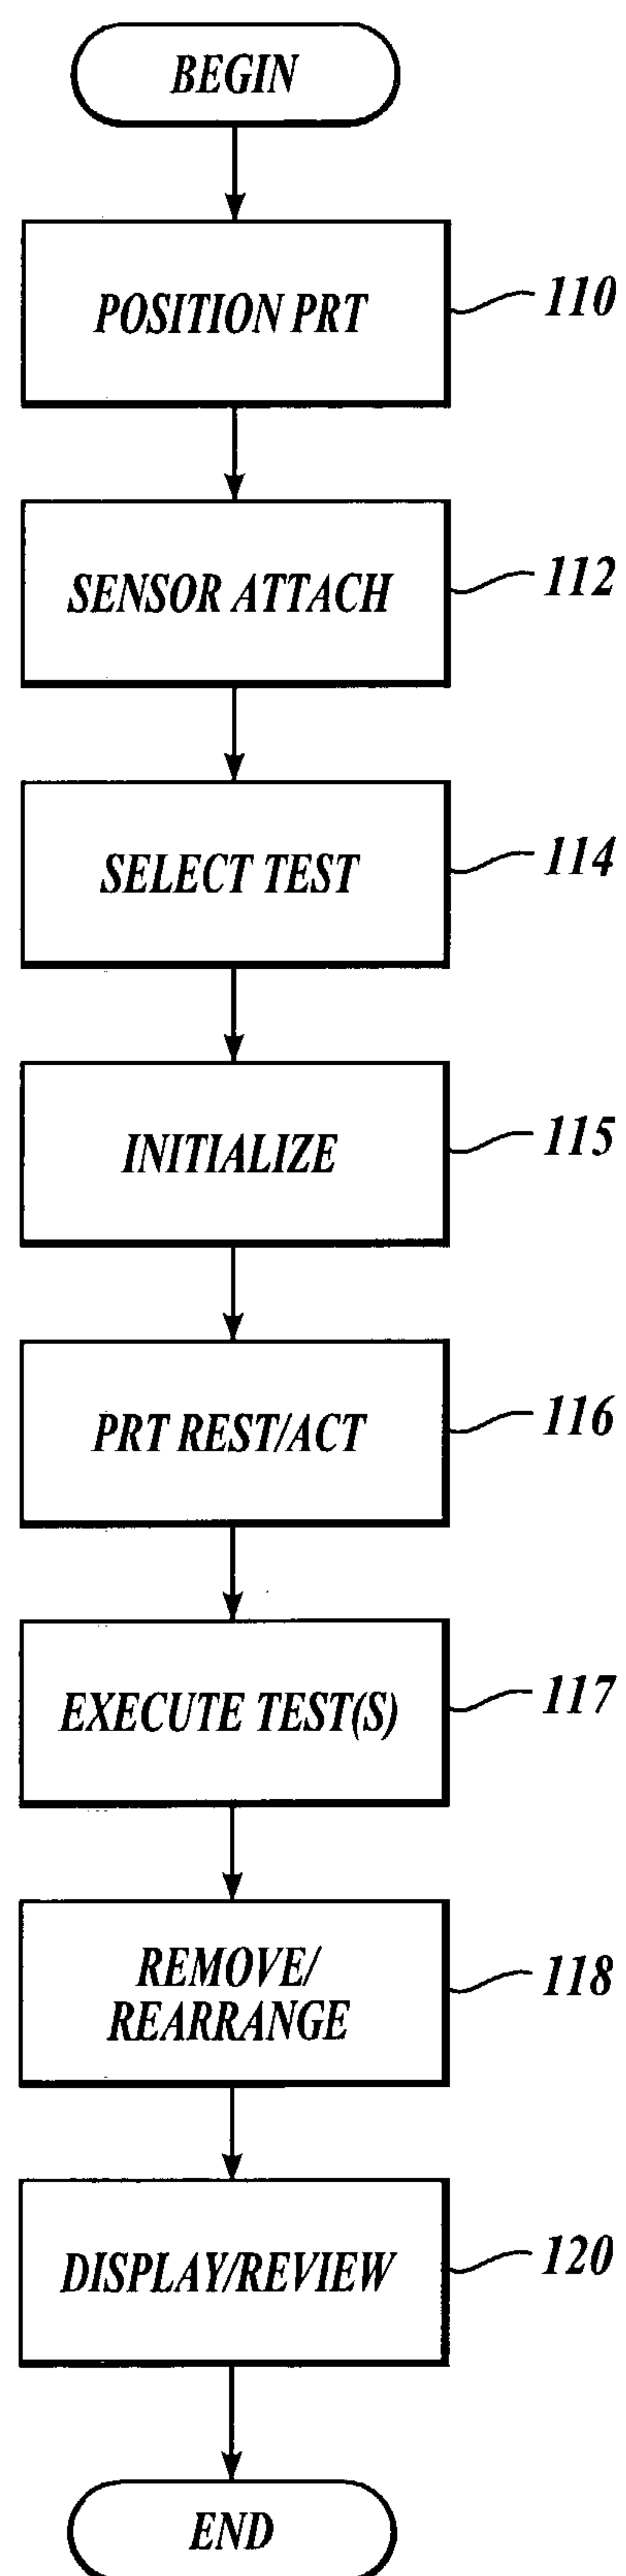 BEGIN
POSITION PRT
110
SENSOR ATTACH
112
SELECT TEST
114
INITIALIZE
115
PRT REST/ACT
116
EXECUTE TEST(S)
117
REMOVE/
REARRANGE
118
DISPLAY/REVIEW
120
END